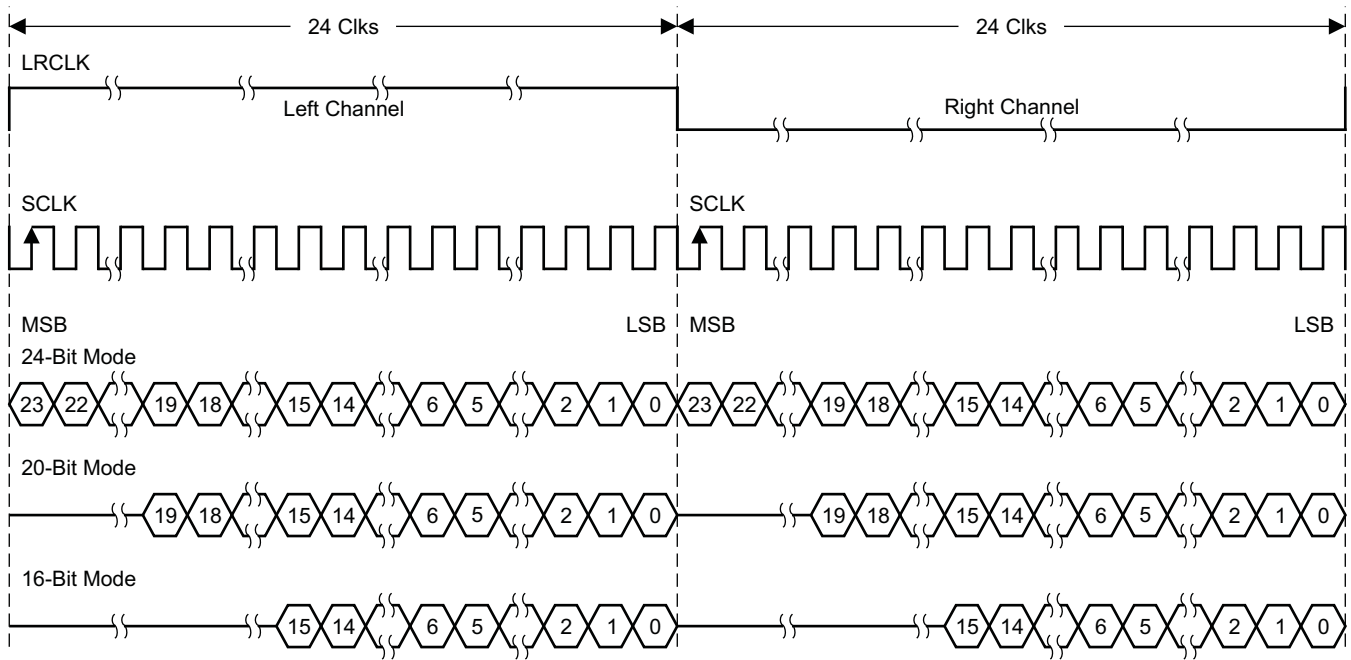 24 Clks 24 Clks
LRCLK
Left Channel Right Channel
SCLK SCLK
MSB LSB MSB LSB
24-Bit Mode
23 22 19 18 15 14 6 5 2 1 0 23 22 19 18 15 14 6 5 2 1 0
20-Bit Mode
19 18 15 14 6 5 2 1 0 19 18 15 14 6 5 2 1 0
16-Bit Mode
15 14 6 5 2 1 0 15 14 6 5 2 1 0